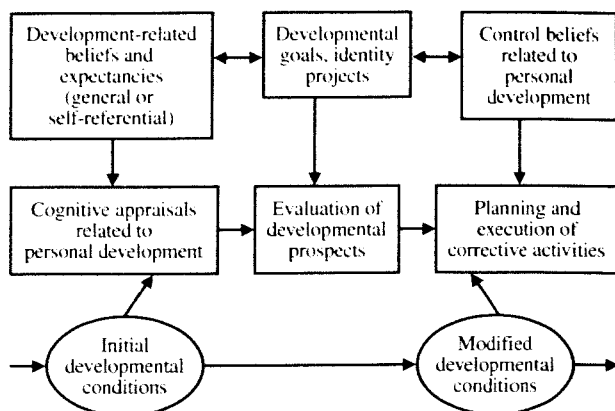 Development-related
beliefs and
expectancies
(general or
self-referential)
Developmental
goals, identity
projects
Control beliefs
related to
personal
development
Cognitive appraisals
related to
personal development
Evaluation of
developmental
prospects
Planning and
execution of
corrective activities
Initial
developmental
conditions
Modified
developmental
conditions